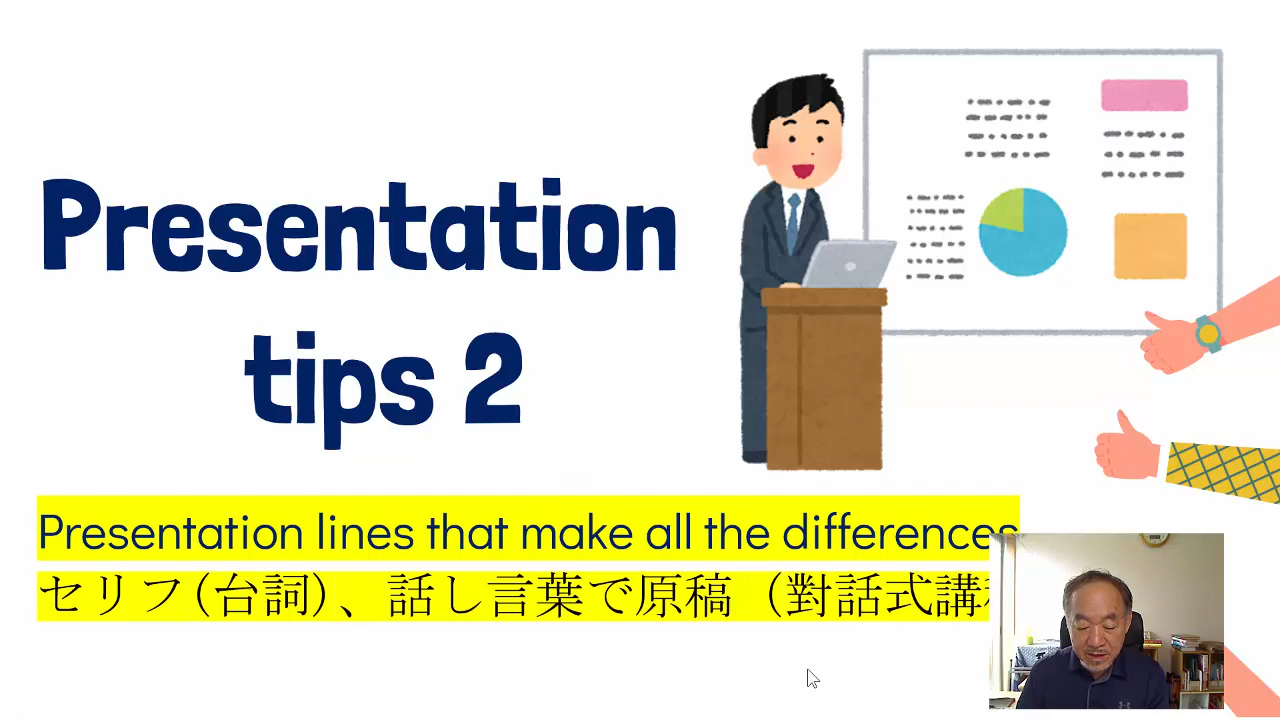 Presentation
tips 2
Presentation lines that make all the differences
セリフ(台詞)、話し言葉で原稿（對話式講